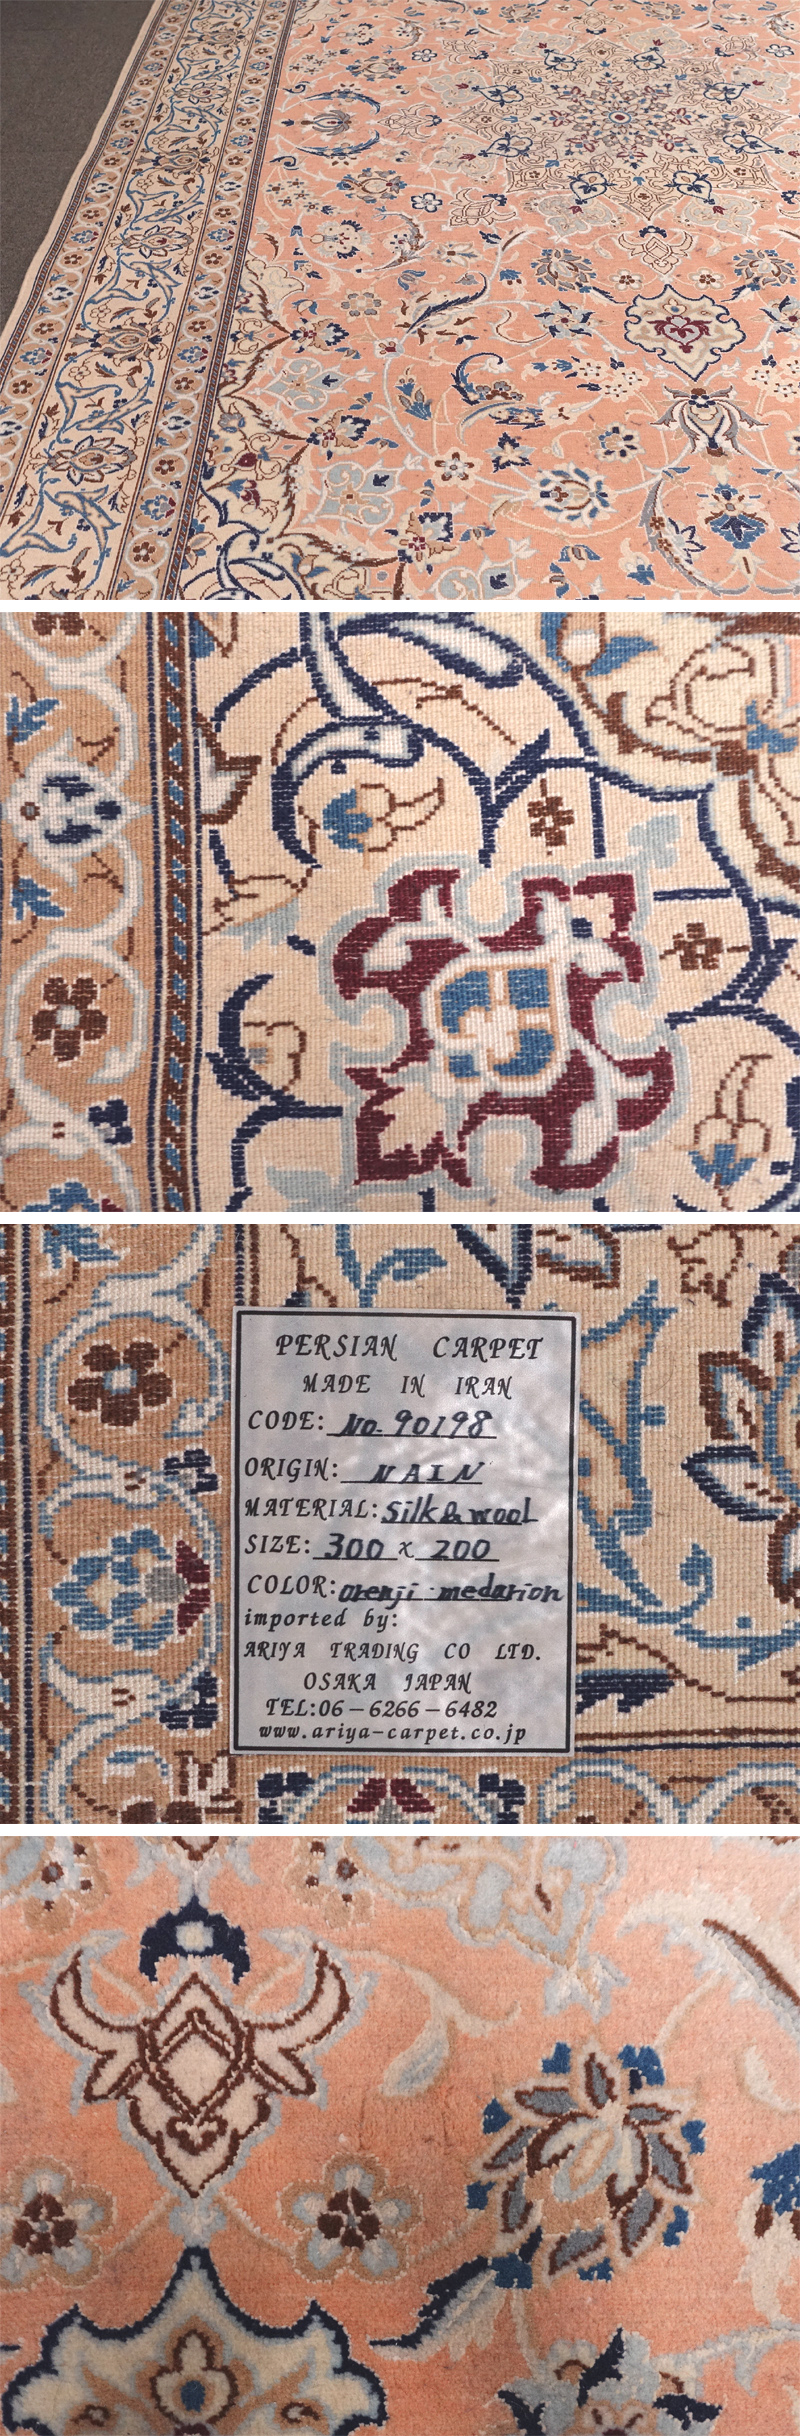 PERSIAN CARPET
MADE IN IRAN
CODE: No. 90198
ORIGIN: NAIN
MATERIAL: Silk & wool
SIZE: 300 x 200
COLOR: orenji medarion
imported by:
ARIYA TRADING CO LTD.
OSAKA JAPAN
TEL:06-6266-6482
www.ariya-carpet.co.jp